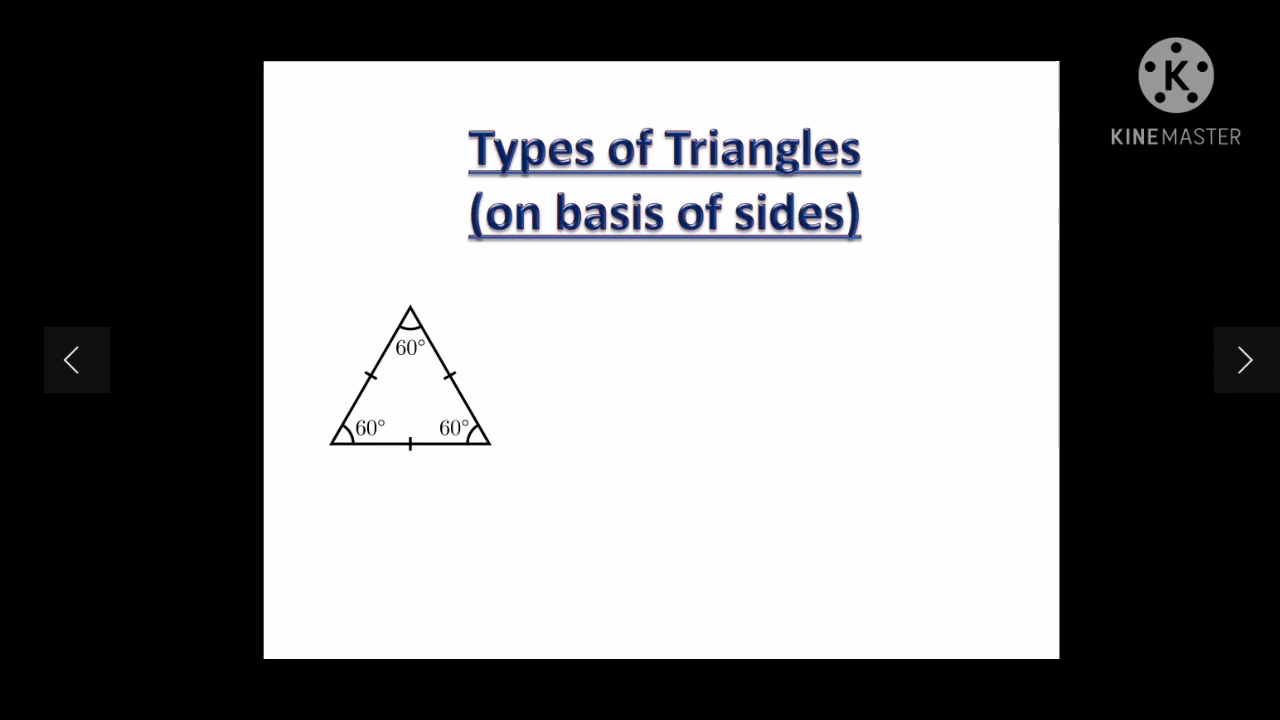 K
KINEMASTER
Types of Triangles
(on basis of sides)
60°
60° 60°